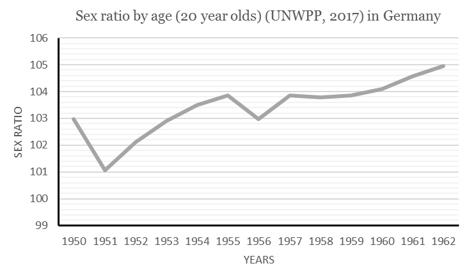 Sex ratio by age (20 year olds) (UNWPP, 2017) in Germany
106
105
104
103
102
101
100
99
SEX RATIO
1950 1951 1952 1953 1954 1955 1956 1957 1958 1959 1960 1961 1962
YEARS